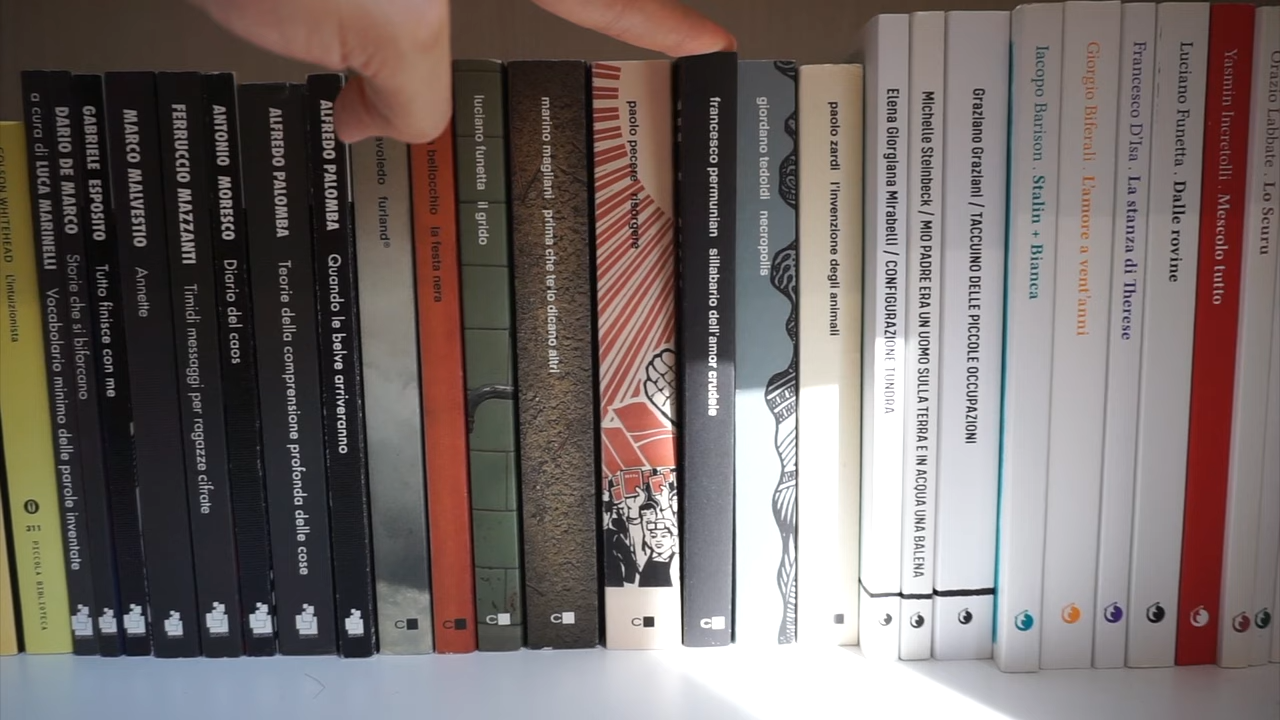 COLSON WHITEHEAD L'intuizionista
PICCOLA BIBLIOTECA
a cura di LUCA MARINELLI Vocabolario minimo delle parole inventate
DARIO DE MARCO Storie che si biforcano
GABRIELE ESPOSITO Tutto finisce con me
MARCO MALVESTIO Annette
FERRUCCIO MAZZANTI Timidi messaggi per ragazze cifrate
ANTONIO MORESCO Diario del caos
ALFREDO PALOMBA Teorie della comprensione profonda delle cose
ALFREDO PALOMBA Quando le belve arriveranno
furland®
bellocchio la festa nera
luciano funetta il grido
marino magliani prima che te lo dicano altri
paolo pecere risorgere
francesco permunian sillabario dell'amor crudele
giordano tedoldi necropolis
paolo zardi l'invenzione degli animali
Elena Giorgiana Mirabelli / CONFIGURAZIONE TUNDRA
Michelle Steinbeck / MIO PADRE ERA UN UOMO SULLA TERRA E IN ACQUA UNA BALENA
Graziano Graziani / TACCUINO DELLE PICCOLE OCCUPAZIONI
Iacopo Barison . Stalin + Bianca
Giorgio Biferali . L'amore a vent'anni
Francesco D'Isa . La stanza di Therese
Luciano Funetta . Dalle rovine
Yasmin Incretolli . Mescolo tutto
Orazio Labbate . Lo Scuru